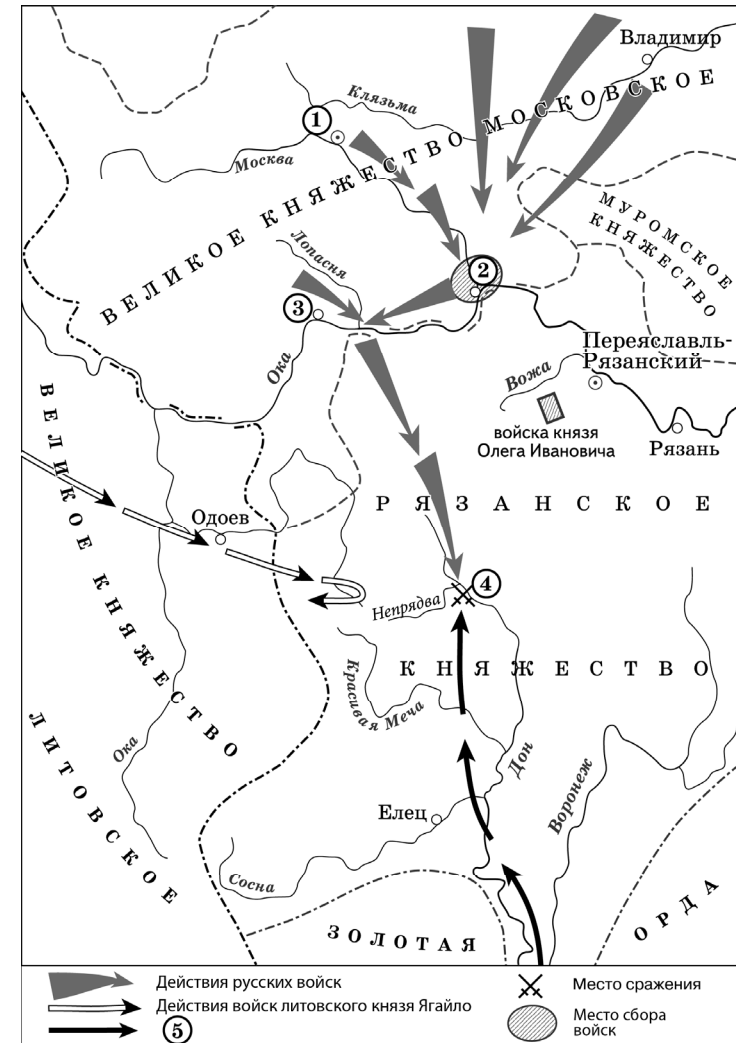 Владимир
Клязьма
1
Москва
ВЕЛИКОЕ КНЯЖЕСТВО МОСКОВСКОЕ
МУРОМСКОЕ
КНЯЖЕСТВО
Лопасня
2
3
Ока
Переяславль-
Рязанский
Вожа
войска князя
Олега Ивановича
Рязань
ВЕЛИКОЕ КНЯЖЕСТВО
ЛИТОВСКОЕ
РЯЗАНСКОЕ
Одоев
4
Непрядва
КНЯЖЕСТВО
Красивая Меча
Ока
Дон
Воронеж
Елец
Сосна
ЗОЛОТАЯ ОРДА
Действия русских войск
Действия войск литовского князя Ягайло
5
Место сражения
Место сбора
войск